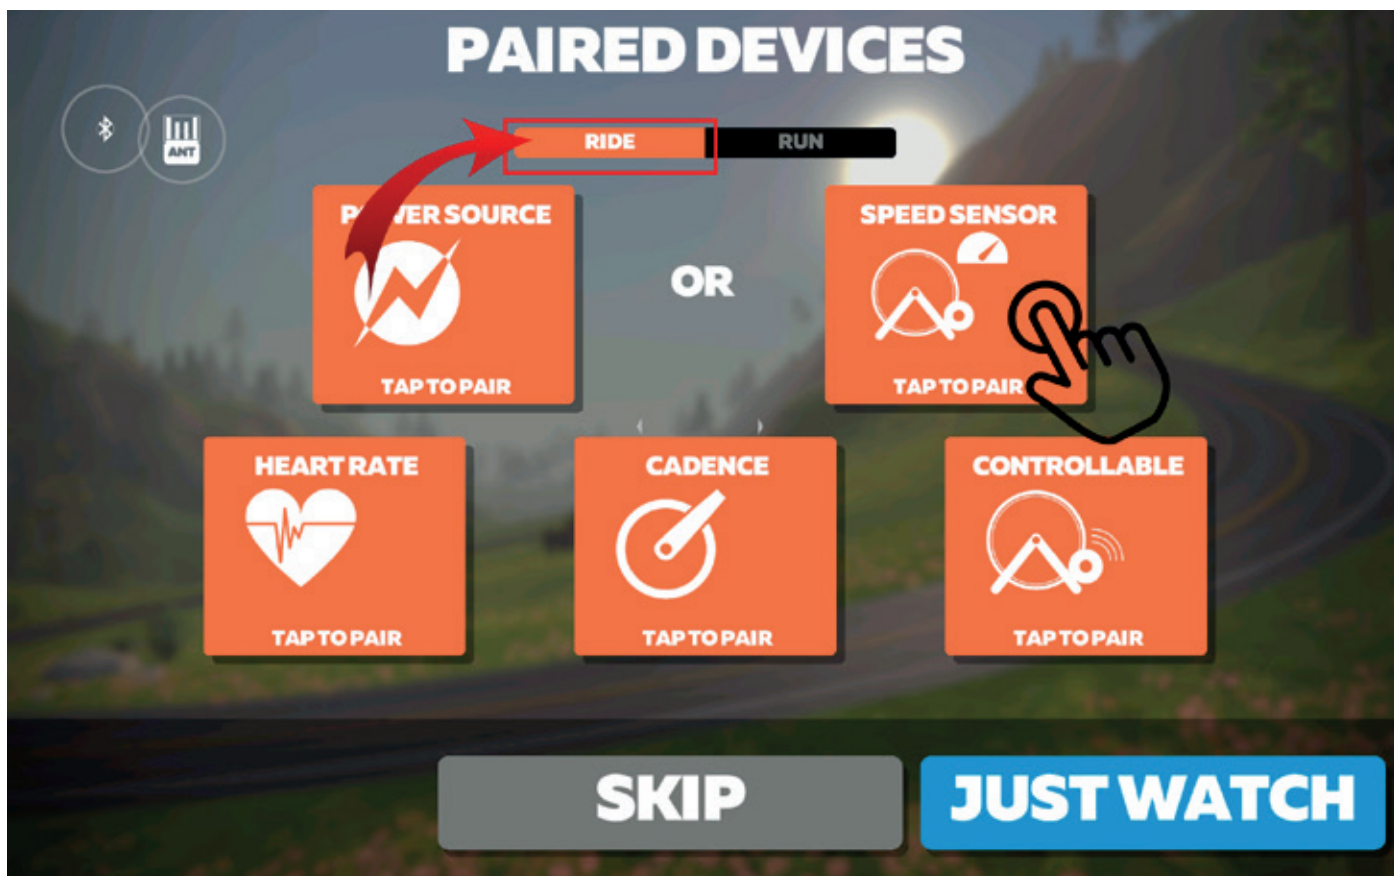 PAIRED DEVICES
ANT
RIDE
RUN
POWER SOURCE
TAP TO PAIR
OR
SPEED SENSOR
TAP TO PAIR
HEART RATE
TAP TO PAIR
CADENCE
TAP TO PAIR
CONTROLLABLE
TAP TO PAIR
SKIP
JUST WATCH